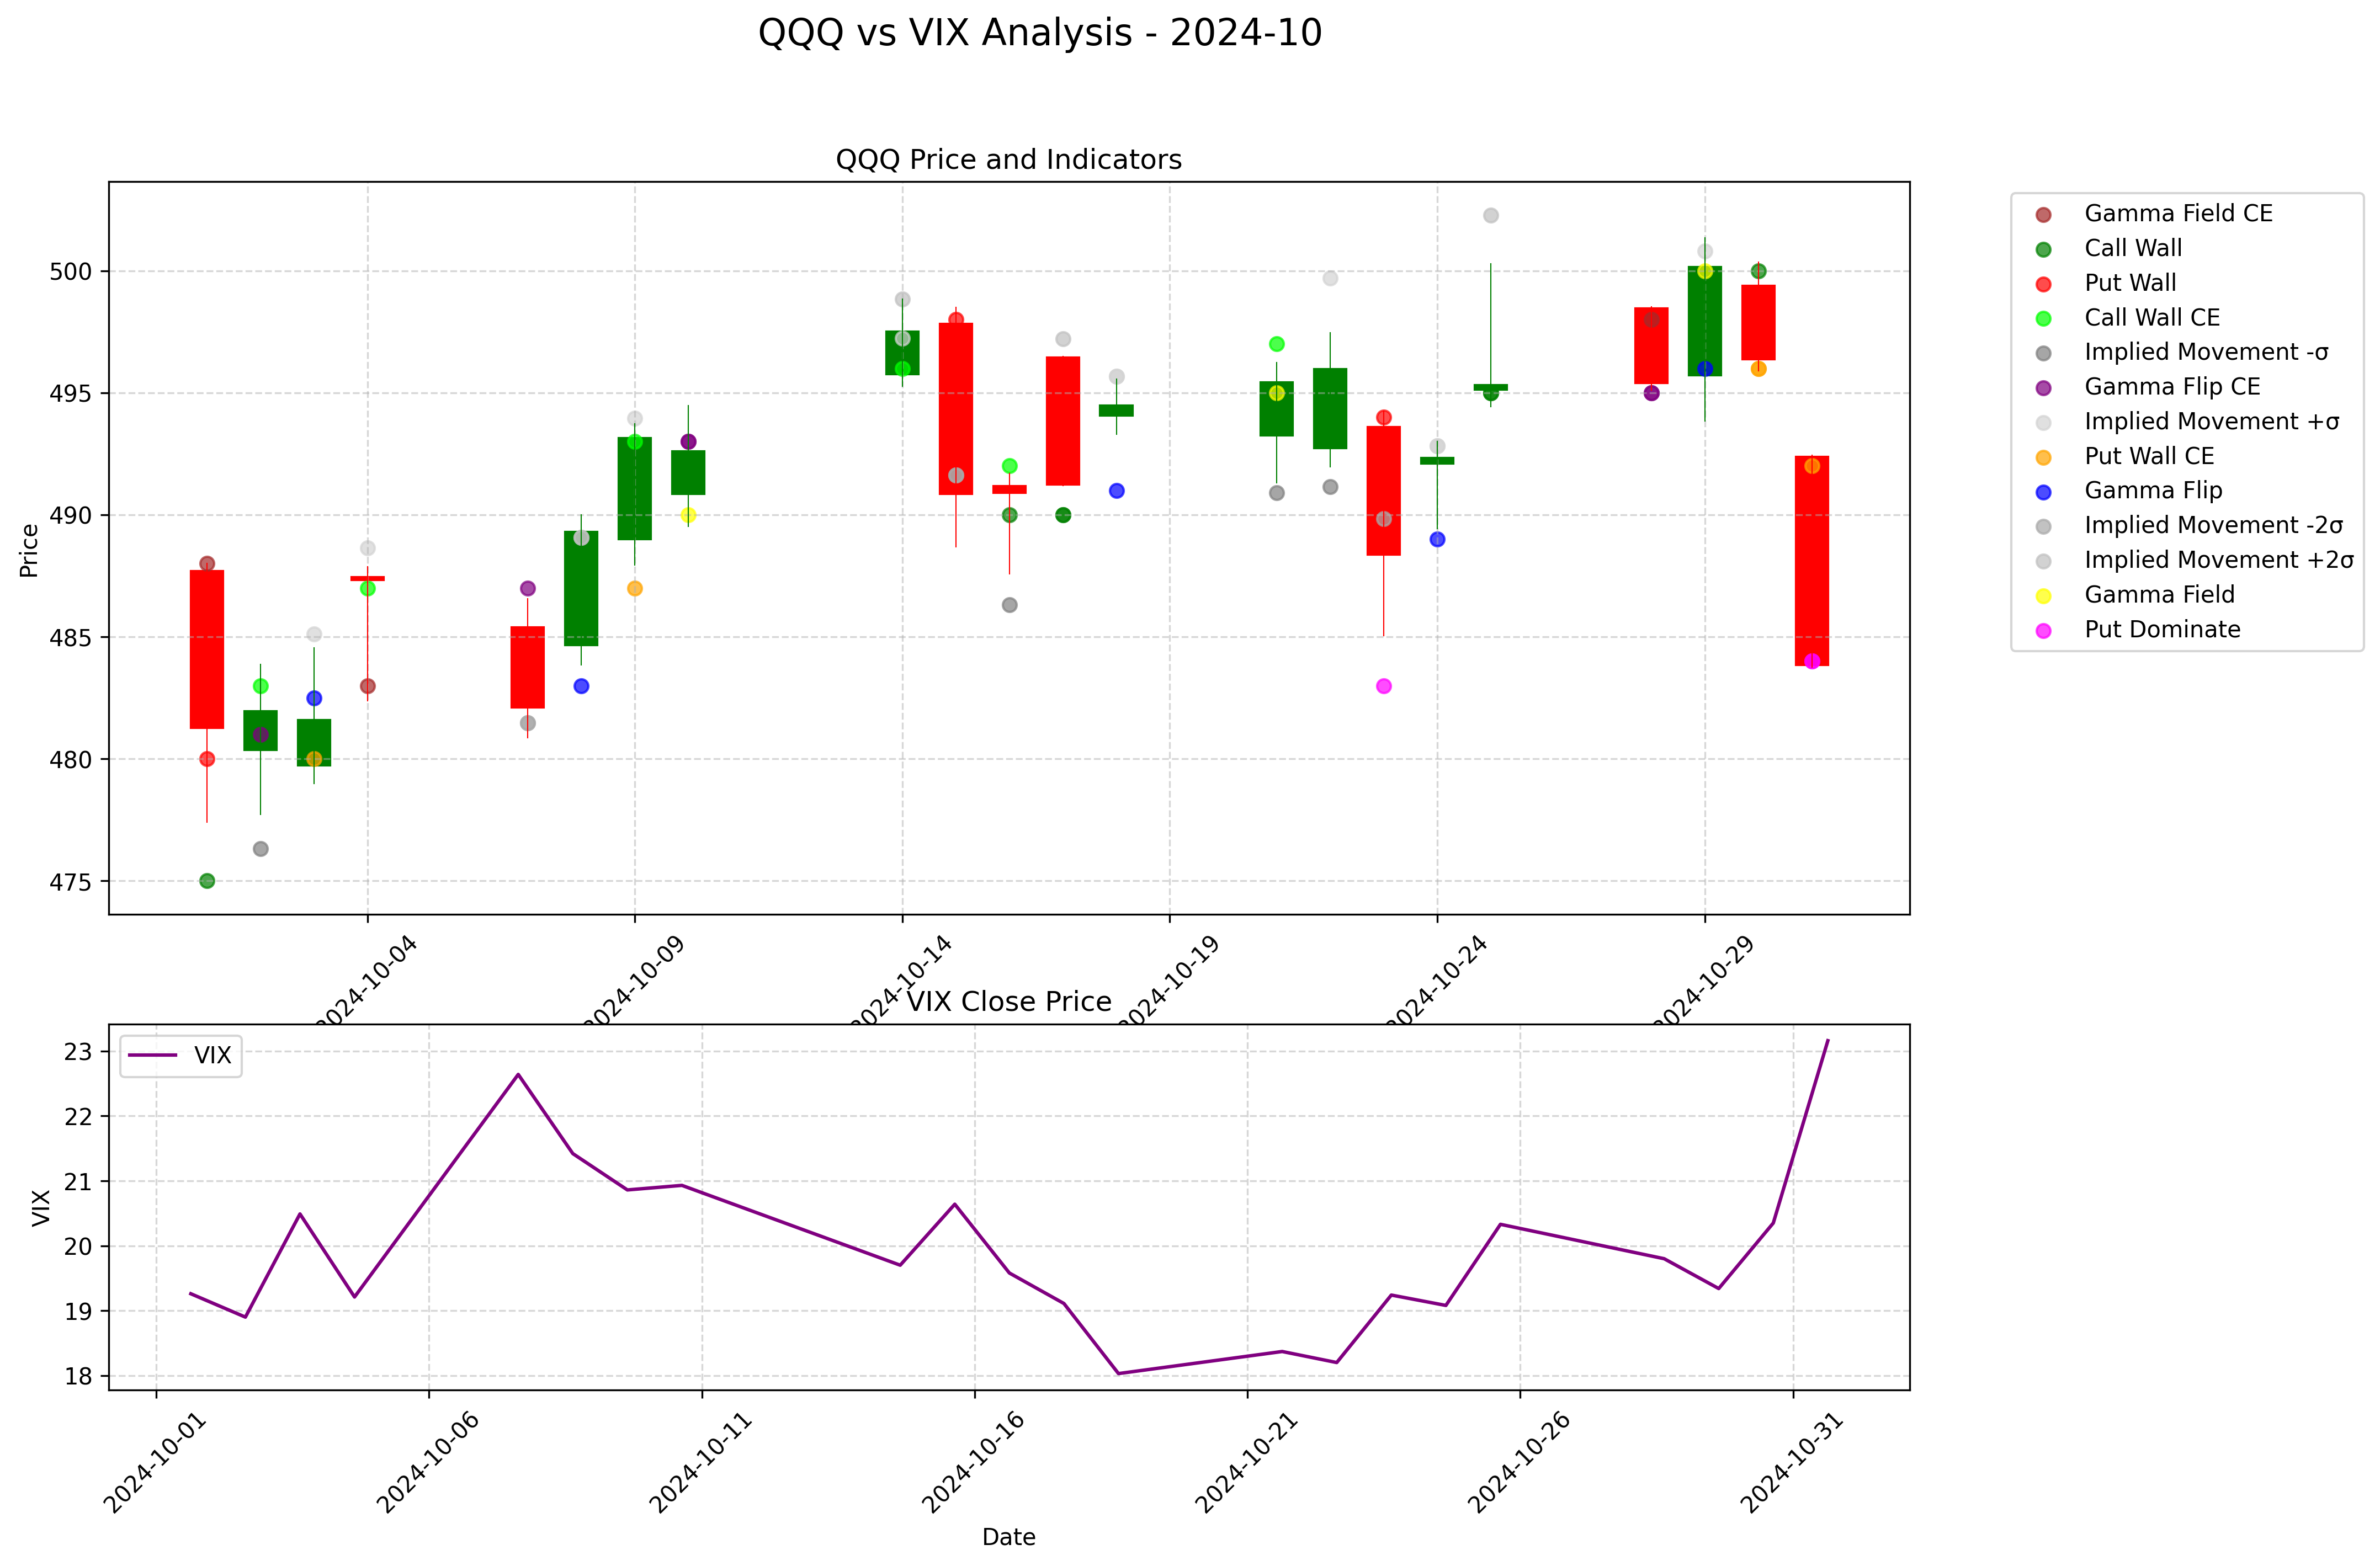 QQQ vs VIX Analysis - 2024-10
QQQ Price and Indicators
Price
500
495
490
485
480
475
2024-10-04
2024-10-09
2024-10-14
2024-10-19
2024-10-24
2024-10-29
Gamma Field CE
Call Wall
Put Wall
Call Wall CE
Implied Movement -σ
Gamma Flip CE
Implied Movement +σ
Put Wall CE
Gamma Flip
Implied Movement -2σ
Implied Movement +2σ
Gamma Field
Put Dominate
VIX Close Price
VIX
VIX
23
22
21
20
19
18
2024-10-01
2024-10-06
2024-10-11
2024-10-16
2024-10-21
2024-10-26
2024-10-31
Date